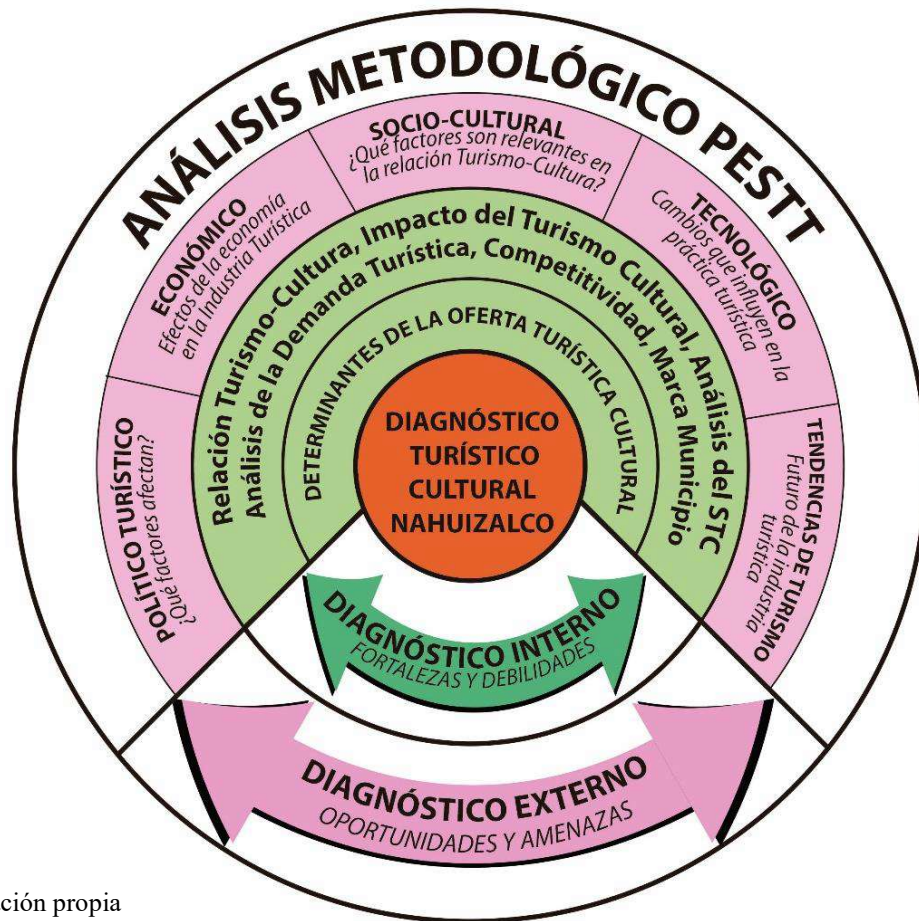 ANÁLISIS METODOLÓGICO PESTT
POLÍTICO TURÍSTICO
¿Qué factores afectan?
ECONÓMICO
Efectos de la economía
en la Industria Turística
SOCIO-CULTURAL
¿Qué factores son relevantes en
la relación Turismo-Cultura?
TECNOLÓGICO
Cambios que influyen en la
práctica turística
TENDENCIAS DE TURISMO
Futuro de la industria
turística
Relación Turismo-Cultura, Impacto del Turismo Cultural, Análisis del STC
Análisis de la Demanda Turística, Competitividad, Marca Municipio
DETERMINANTES DE LA OFERTA TURÍSTICA CULTURAL
DIAGNÓSTICO
TURÍSTICO
CULTURAL
NAHUIZALCO
DIAGNÓSTICO INTERNO
FORTALEZAS Y DEBILIDADES
DIAGNÓSTICO EXTERNO
OPORTUNIDADES Y AMENAZAS
ción propia